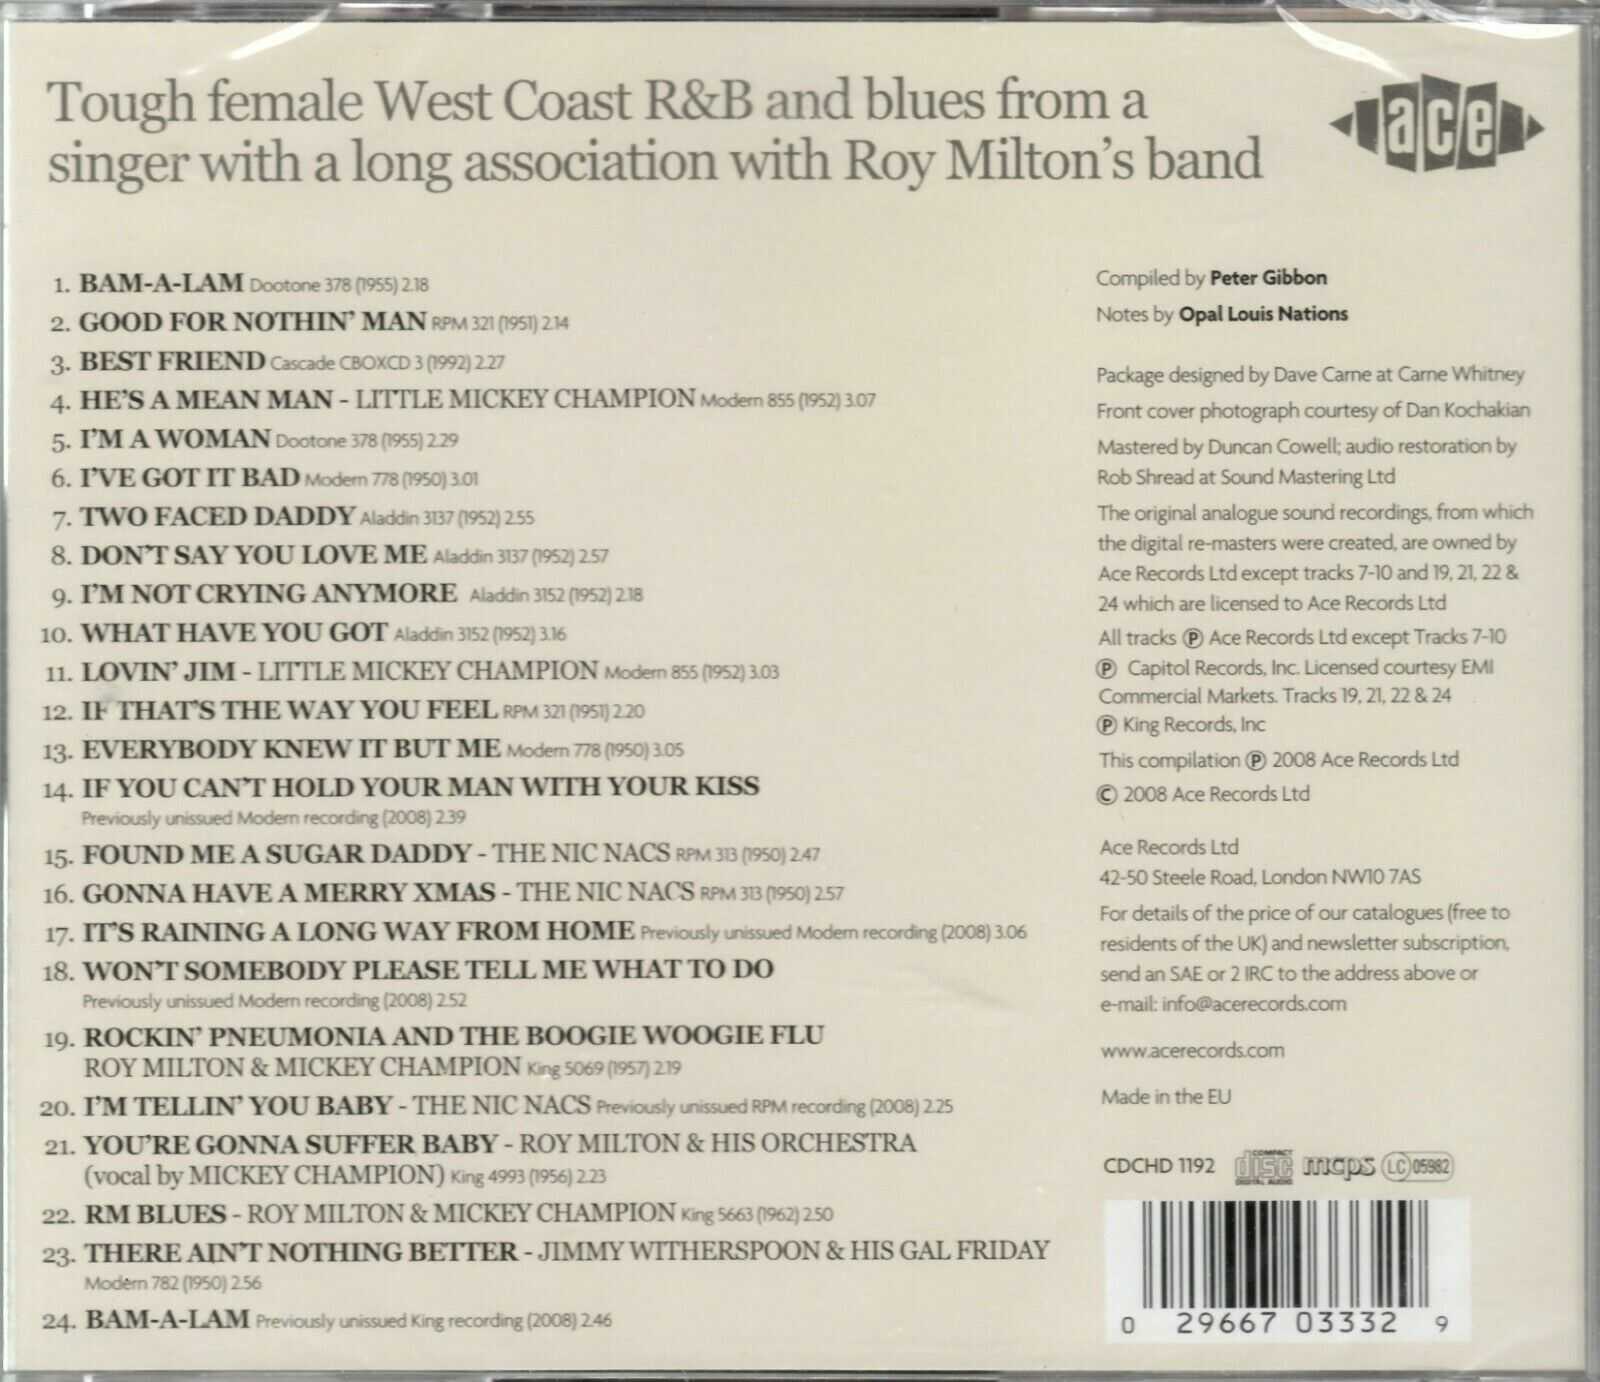 Tough female West Coast R&B and blues from a
singer with a long association with Roy Milton's band
ace
1. BAM-A-LAM Dootone 378 (1955) 2.18
2. GOOD FOR NOTHIN' MAN RPM 321 (1951) 2.14
3. BEST FRIEND Cascade CBOXCD 3 (1992) 2.27
4. HE'S A MEAN MAN - LITTLE MICKEY CHAMPION Modern 855 (1952) 3.07
5. I'M A WOMAN Dootone 378 (1955) 2.29
6. I'VE GOT IT BAD Modern 778 (1950) 3.01
7. TWO FACED DADDY Aladdin 3137 (1952) 2.55
8. DON'T SAY YOU LOVE ME Aladdin 3137 (1952) 2.57
9. I'M NOT CRYING ANYMORE Aladdin 3152 (1952) 2.18
10. WHAT HAVE YOU GOT Aladdin 3152 (1952) 3.16
11. LOVIN' JIM - LITTLE MICKEY CHAMPION Modern 855 (1952) 3.03
12. IF THAT'S THE WAY YOU FEEL RPM 321 (1951) 2.20
13. EVERYBODY KNEW IT BUT ME Modern 778 (1950) 3.05
14. IF YOU CAN'T HOLD YOUR MAN WITH YOUR KISS
Previously unissued Modern recording (2008) 2.39
15. FOUND ME A SUGAR DADDY - THE NIC NACS RPM 313 (1950) 2.47
16. GONNA HAVE A MERRY XMAS - THE NIC NACS RPM 313 (1950) 2.57
17. IT'S RAINING A LONG WAY FROM HOME Previously unissued Modern recording (2008) 3.06
18. WON'T SOMEBODY PLEASE TELL ME WHAT TO DO
Previously unissued Modern recording (2008) 2.52
19. ROCKIN' PNEUMONIA AND THE BOOGIE WOOGIE FLU
ROY MILTON & MICKEY CHAMPION King 5069 (1957) 2.19
20. I'M TELLIN' YOU BABY - THE NIC NACS Previously unissued RPM recording (2008) 2.25
21. YOU'RE GONNA SUFFER BABY - ROY MILTON & HIS ORCHESTRA
(vocal by MICKEY CHAMPION) King 4993 (1956) 2.23
22. RM BLUES - ROY MILTON & MICKEY CHAMPION King 5663 (1962) 2.50
23. THERE AIN'T NOTHING BETTER - JIMMY WITHERSPOON & HIS GAL FRIDAY
Modern 782 (1950) 2.56
24. BAM-A-LAM Previously unissued King recording (2008) 2.46
Compiled by Peter Gibbon
Notes by Opal Louis Nations
Package designed by Dave Carne at Carne Whitney
Front cover photograph courtesy of Dan Kochakian
Mastered by Duncan Cowell; audio restoration by
Rob Shread at Sound Mastering Ltd
The original analogue sound recordings, from which
the digital re-masters were created, are owned by
Ace Records Ltd except tracks 7-10 and 19, 21, 22 &
24 which are licensed to Ace Records Ltd
All tracks ℗ Ace Records Ltd except Tracks 7-10
℗ Capitol Records, Inc. Licensed courtesy EMI
Commercial Markets. Tracks 19, 21, 22 & 24
℗ King Records, Inc
This compilation ℗ 2008 Ace Records Ltd
© 2008 Ace Records Ltd
Ace Records Ltd
42-50 Steele Road, London NW10 7AS
For details of the price of our catalogues (free to
residents of the UK) and newsletter subscription,
send an SAE or 2 IRC to the address above or
e-mail: info@acerecords.com
www.acerecords.com
Made in the EU
CDCHD 1192 COMPACT disc DIGITAL AUDIO mcps LC 05982
0 29667 03332 9